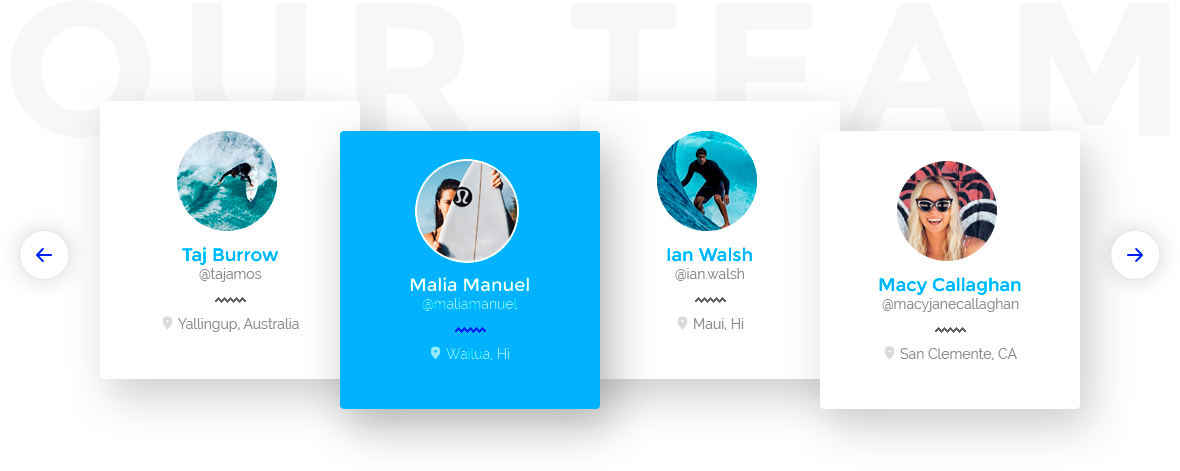 OUR TEAM
Taj Burrow
@tajamos
Yallingup, Australia
Malia Manuel
@maliamanuel
Wailua, Hi
Ian Walsh
@ian.walsh
Maui, Hi
Macy Callaghan
@macyjanecallaghan
San Clemente, CA